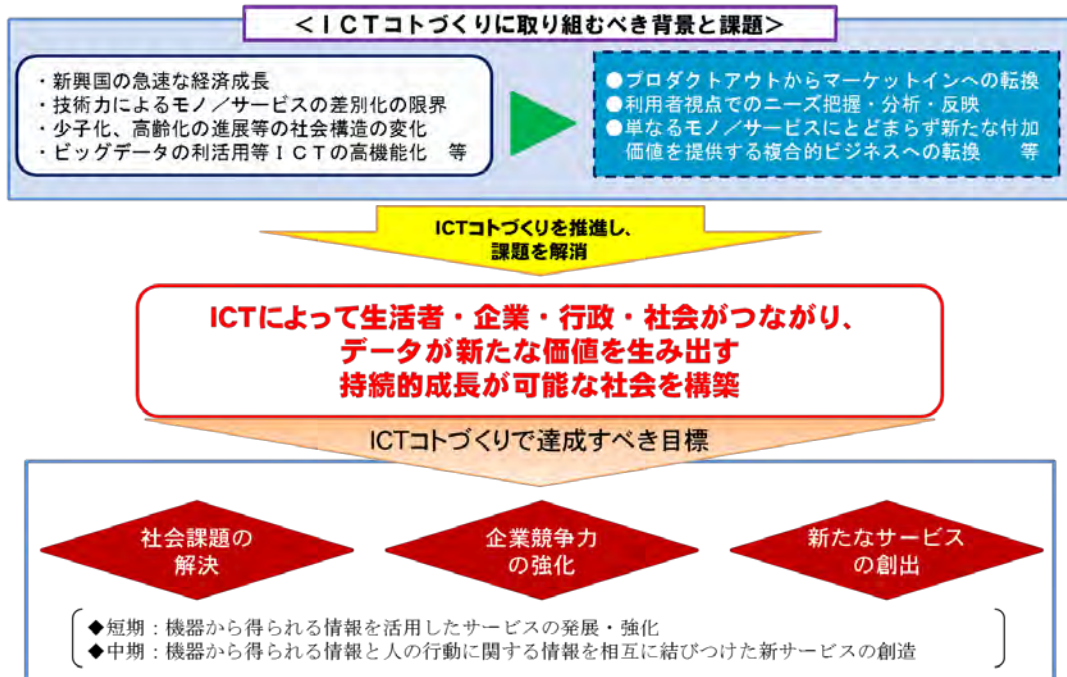 ＜ＩＣＴコトづくりに取り組むべき背景と課題＞
・新興国の急速な経済成長
・技術力によるモノ／サービスの差別化の限界
・少子化、高齢化の進展等の社会構造の変化
・ビッグデータの利活用等ＩＣＴの高機能化　等
●プロダクトアウトからマーケットインへの転換
●利用者視点でのニーズ把握・分析・反映
●単なるモノ／サービスにとどまらず新たな付加
価値を提供する複合的ビジネスへの転換　等
ICTコトづくりを推進し、
課題を解消
ICTによって生活者・企業・行政・社会がつながり、
データが新たな価値を生み出す
持続的成長が可能な社会を構築
ICTコトづくりで達成すべき目標
社会課題の
解決
企業競争力
の強化
新たなサービス
の創出
◆短期：機器から得られる情報を活用したサービスの発展・強化
◆中期：機器から得られる情報と人の行動に関する情報を相互に結びつけた新サービスの創造